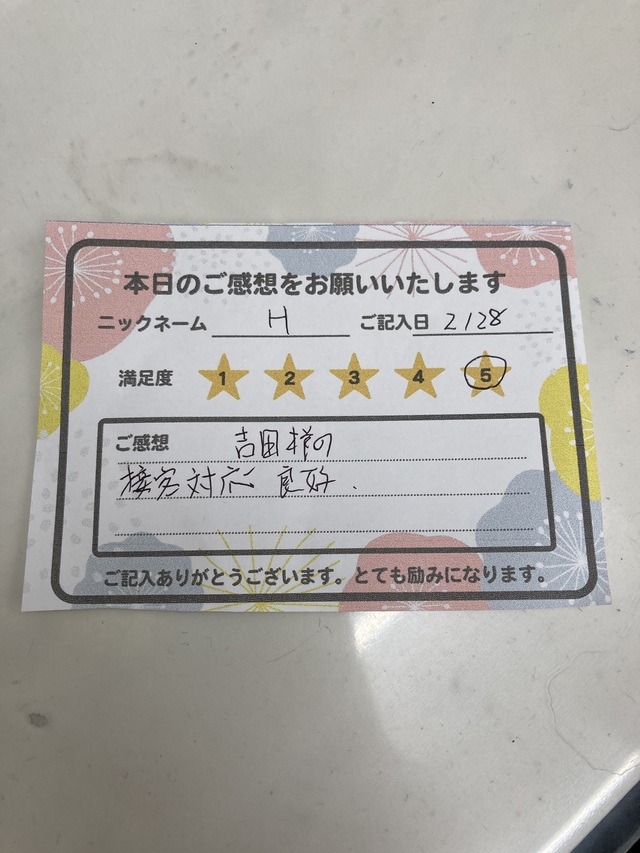 本日のご感想をお願いいたします
ニックネーム H ご記入日 2/28
満足度 1 2 3 4 5
ご感想 吉田様の
接客対応 良好.
ご記入ありがとうございます。とても励みになります。